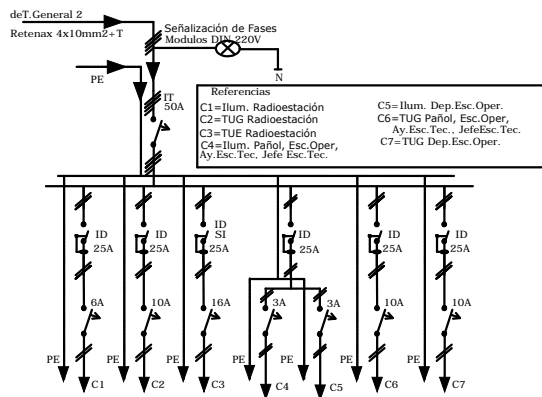 deT.General 2
Señalización de Fases
Retenax 4x10mm2+T
Modulos DIN 220V
PE
N
IT
50A
Referencias
C1=Ilum. Radioestación
C2=TUG Radioestación
C3=TUE Radioestación
C4=Ilum. Pañol, Esc.Oper,
Ay.Esc.Tec, Jefe Esc.Tec.
C5=Ilum. Dep.Esc.Oper.
C6=TUG Pañol, Esc.Oper,
Ay.Esc.Tec., JefeEsc.Tec.
C7=TUG Dep.Esc.Oper.
ID
25A
ID
25A
ID
SI
25A
ID
25A
ID
25A
ID
25A
6A
10A
16A
3A
3A
10A
10A
PE
PE
PE
PE
PE
PE
PE
C1
C2
C3
C4
C5
C6
C7